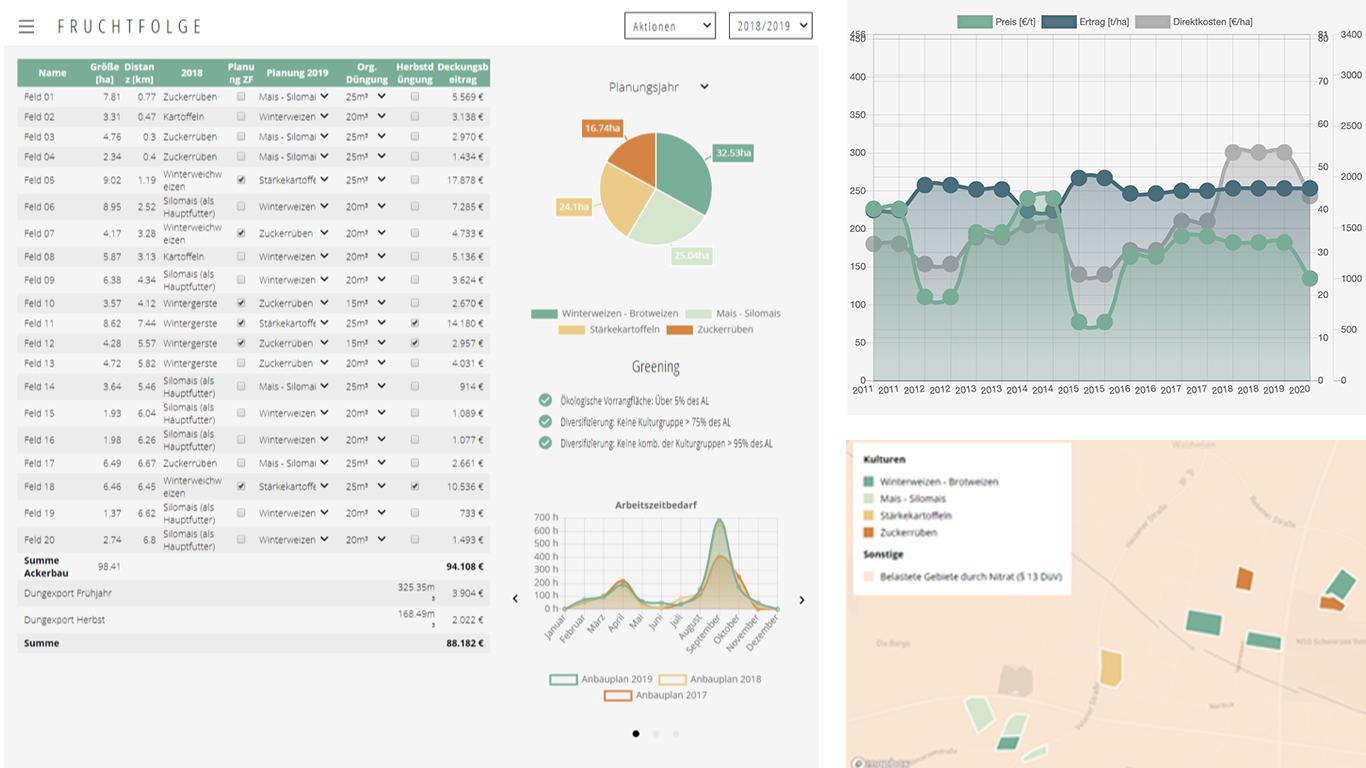 FRUCHTFOLGE
Aktionen
2018/2019
Name Größe [ha] Distanz [km] 2018 Planung ZF Planung 2019 Org. Düngung Herbstdüngung Deckungsbeitrag
Feld 01 7.81 0.77 Zuckerrüben Mais - Silomai 25m³ 5.569 €
Feld 02 3.31 0.47 Kartoffeln Winterweizen 20m³ 3.138 €
Feld 03 4.76 0.3 Zuckerrüben Mais - Silomai 25m³ 2.970 €
Feld 04 2.34 0.4 Zuckerrüben Mais - Silomai 25m³ 1.434 €
Feld 05 9.02 1.19 Winterweichweizen Stärkekartoffe 25m³ 17.878 €
Feld 06 8.95 2.52 Silomais (als Hauptfutter) Winterweizen 20m³ 7.285 €
Feld 07 4.17 3.28 Winterweichweizen Zuckerrüben 20m³ 4.733 €
Feld 08 5.87 3.13 Kartoffeln Winterweizen 20m³ 5.136 €
Feld 09 6.38 4.34 Silomais (als Hauptfutter) Winterweizen 20m³ 3.624 €
Feld 10 3.57 4.12 Wintergerste Zuckerrüben 15m³ 2.670 €
Feld 11 8.62 7.44 Wintergerste Stärkekartoffe 25m³ 14.180 €
Feld 12 4.28 5.57 Wintergerste Zuckerrüben 15m³ 2.957 €
Feld 13 4.72 5.82 Wintergerste Winterweizen 20m³ 4.031 €
Feld 14 3.64 5.46 Silomais (als Hauptfutter) Mais - Silomai 25m³ 914 €
Feld 15 1.93 6.04 Silomais (als Hauptfutter) Winterweizen 20m³ 1.089 €
Feld 16 1.98 6.26 Silomais (als Hauptfutter) Winterweizen 20m³ 1.077 €
Feld 17 6.49 6.67 Zuckerrüben Mais - Silomai 25m³ 2.661 €
Feld 18 6.46 6.45 Winterweichweizen Stärkekartoffe 25m³ 10.536 €
Feld 19 1.37 6.62 Silomais (als Hauptfutter) Winterweizen 20m³ 733 €
Feld 20 2.74 6.8 Silomais (als Hauptfutter) Winterweizen 20m³ 1.493 €
Summe Ackerbau 98.41 94.108 €
Dungexport Frühjahr 325.35m³ 3.904 €
Dungexport Herbst 168.49m³ 2.022 €
Summe 88.182 €
Planungsjahr
16.74ha
32.53ha
24.1ha
25.04ha
Winterweizen - Brotweizen Mais - Silomais
Stärkekartoffeln Zuckerrüben
Greening
Ökologische Vorrangfläche: Über 5% des AL
Diversifizierung: Keine Kulturgruppe > 75% des AL
Diversifizierung: Keine komb. der Kulturgruppen > 95% des AL
Arbeitszeitbedarf
700 h
600 h
500 h
400 h
300 h
200 h
100 h
0 h
Januar Februar März April Mai Juni Juli August September Oktober November Dezember
Anbauplan 2019 Anbauplan 2018
Anbauplan 2017
Preis [€/t] Ertrag [t/ha] Direktkosten [€/ha]
456 81 3400
450 80
400 70 3000
350 60 2500
300 50 2000
250 40 1500
200 30 1000
150 20 500
100 10
50
0 0 0
2011 2011 2012 2012 2013 2013 2014 2014 2015 2015 2016 2016 2017 2017 2018 2018 2019 2020
Kulturen
Winterweizen - Brotweizen
Mais - Silomais
Stärkekartoffeln
Zuckerrüben
Sonstige
Belastete Gebiete durch Nitrat (§ 13 DüV)
Die Berge
Velener Straße
mapbox